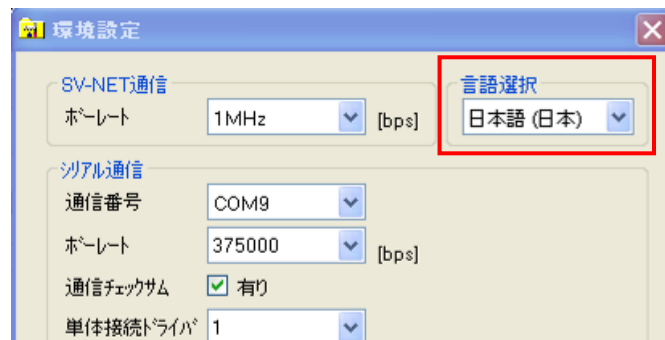 環境設定
SV-NET通信
ﾎﾞｰﾚｰﾄ 1MHz [bps]
言語選択
日本語 (日本)
ｼﾘｱﾙ通信
通信番号 COM9
ﾎﾞｰﾚｰﾄ 375000 [bps]
通信ﾁｪｯｸｻﾑ 有り
単体接続ﾄﾞﾗｲﾊﾞ 1